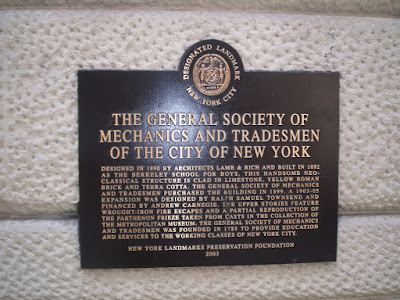 DESIGNATED LANDMARK
NEW YORK CITY
THE GENERAL SOCIETY OF
MECHANICS AND TRADESMEN
OF THE CITY OF NEW YORK
DESIGNED IN 1890 BY ARCHITECTS LAMB & RICH AND BUILT IN 1892
AS THE BERKELEY SCHOOL FOR BOYS, THIS HANDSOME NEO-
CLASSICAL STRUCTURE IS CLAD IN LIMESTONE, YELLOW ROMAN
BRICK AND TERRA COTTA. THE GENERAL SOCIETY OF MECHANICS
AND TRADESMEN PURCHASED THE BUILDING IN 1899. A 1903-05
EXPANSION WAS DESIGNED BY RALPH SAMUEL TOWNSEND AND
FINANCED BY ANDREW CARNEGIE. THE UPPER STORIES FEATURE
WROUGHT-IRON FIRE ESCAPES AND A PARTIAL REPRODUCTION OF
THE PARTHENON FRIEZE TAKEN FROM CASTS IN THE COLLECTION OF
THE METROPOLITAN MUSEUM. THE GENERAL SOCIETY OF MECHANICS
AND TRADESMEN WAS FOUNDED IN 1785 TO PROVIDE EDUCATION
AND SERVICES TO THE WORKING CLASSES OF NEW YORK CITY.
NEW YORK LANDMARKS PRESERVATION FOUNDATION
2003